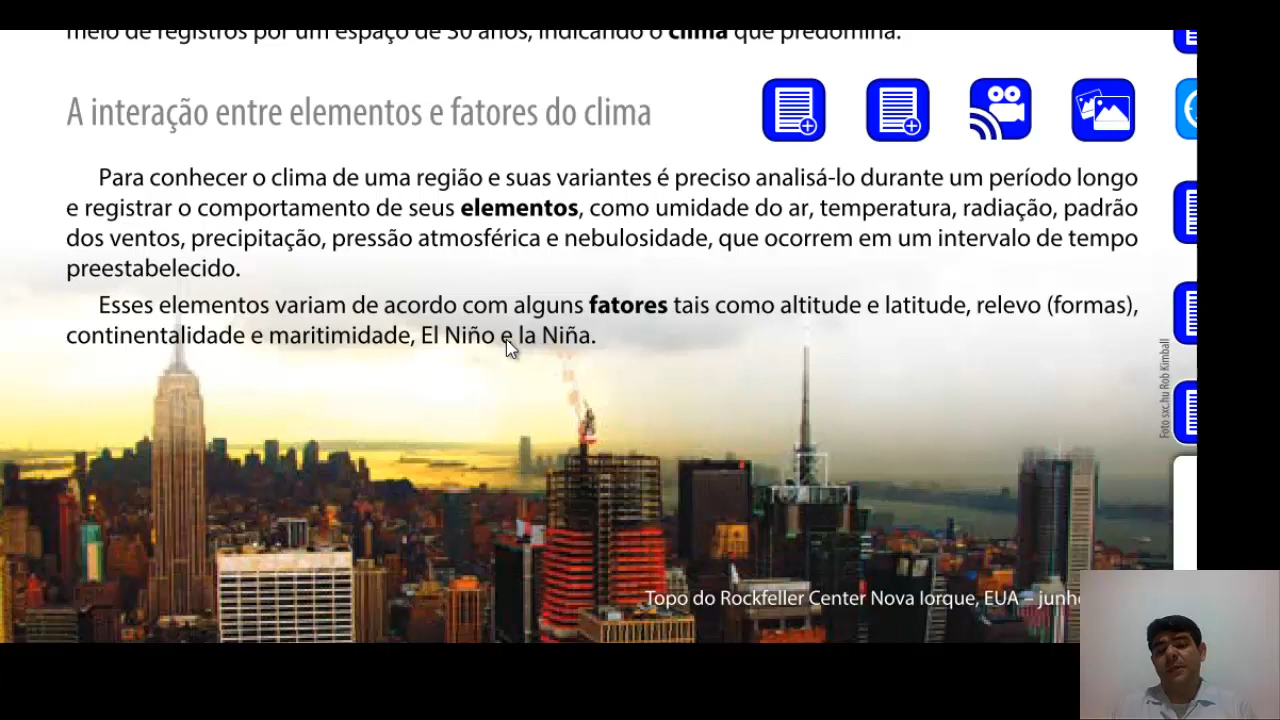 meio de registros por um espaço de 30 anos, indicando o clima que predomina.
A interação entre elementos e fatores do clima
Para conhecer o clima de uma região e suas variantes é preciso analisá-lo durante um período longo
e registrar o comportamento de seus elementos, como umidade do ar, temperatura, radiação, padrão
dos ventos, precipitação, pressão atmosférica e nebulosidade, que ocorrem em um intervalo de tempo
preestabelecido.
Esses elementos variam de acordo com alguns fatores tais como altitude e latitude, relevo (formas),
continentalidade e maritimidade, El Niño e la Niña.
Foto sxc.hu Rob Kimball
Topo do Rockfeller Center Nova Iorque, EUA –